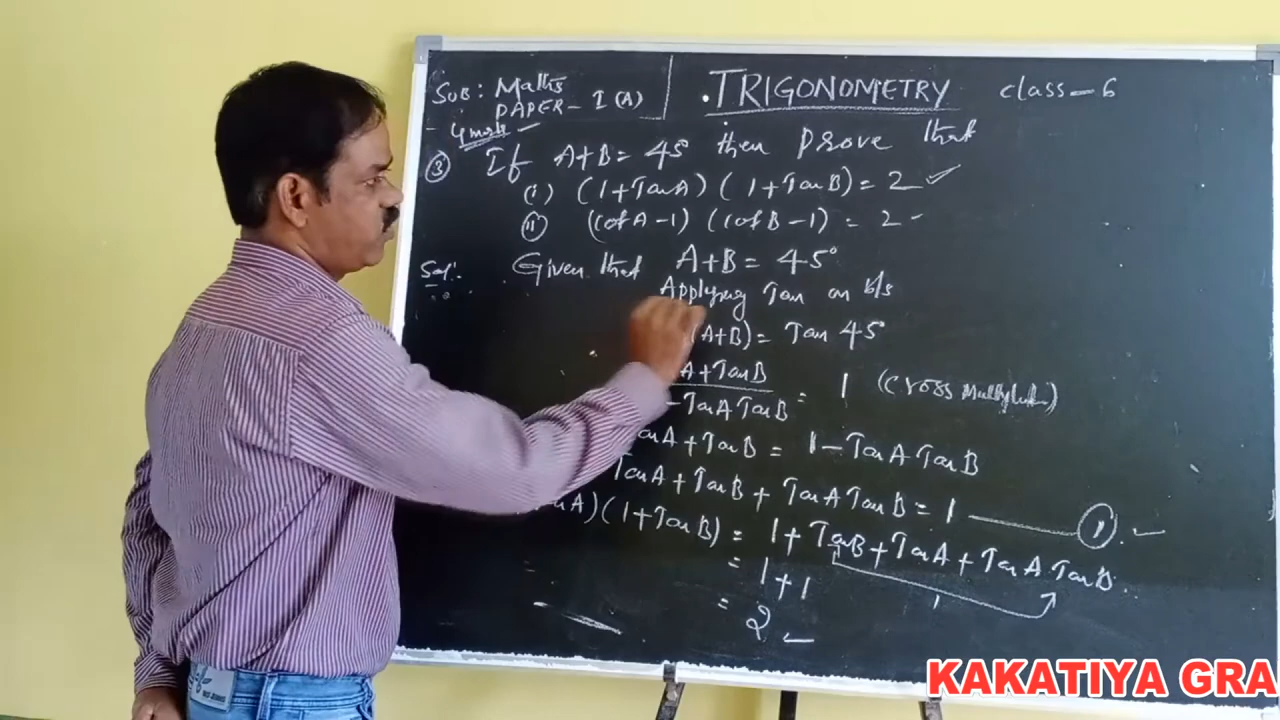 SUB: Maths
PAPER - I (A)
TRIGONOMETRY class - 6
- 4 marks -
③ If A+B = 45° then prove that
(i) (1+TanA) (1+TanB) = 2 ✓
(ii) (CotA-1) (CotB-1) = 2 -
Sol: Given that A+B = 45°
Applying Tan on b/s
(A+B) = Tan 45°
A + TanB
- TanA TanB = 1 (cross
anA + TanB = 1 - TanA TanB
TanA + TanB + TanA TanB = 1 — ①. ✓
A) (1+TanB) = 1 + TanB + TanA + TanA TanB.
= 1 + 1
= 2
KAKATIYA GRA